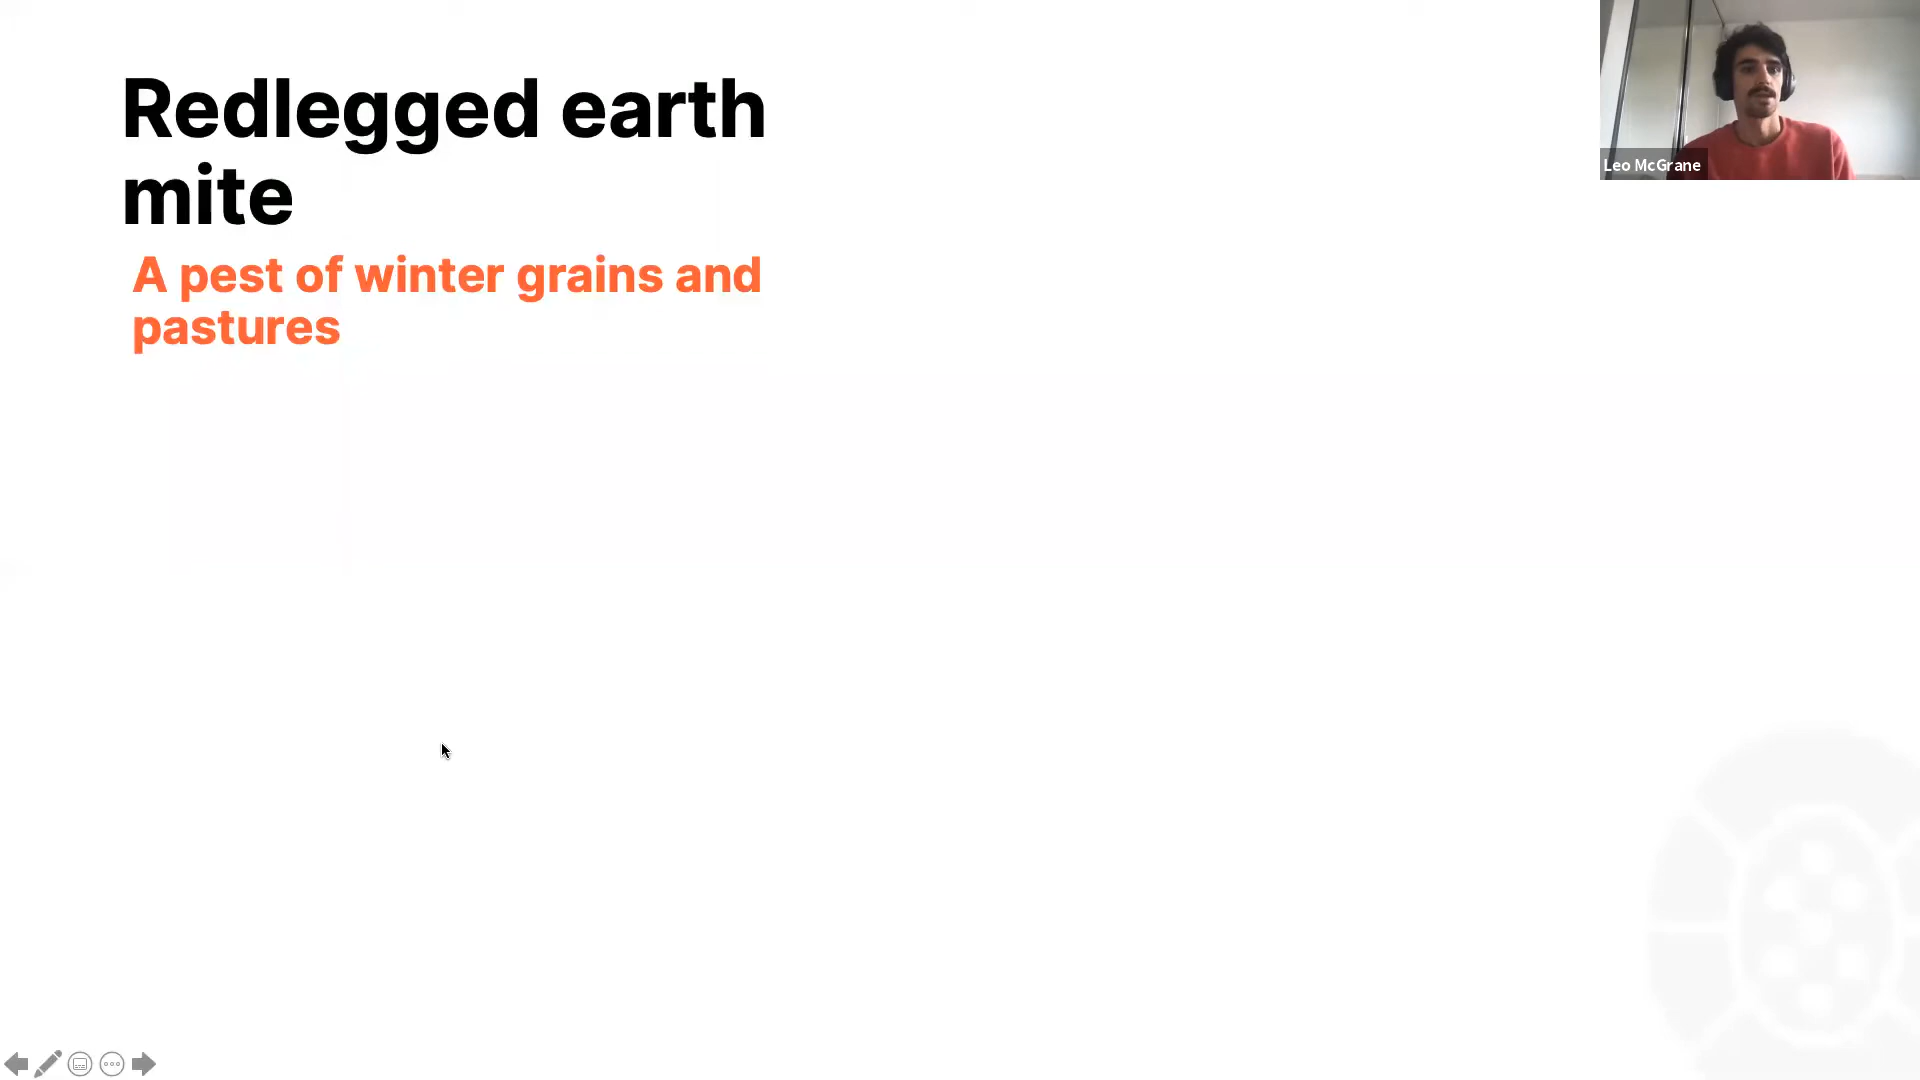 Redlegged earth
mite
A pest of winter grains and
pastures
Leo McGrane